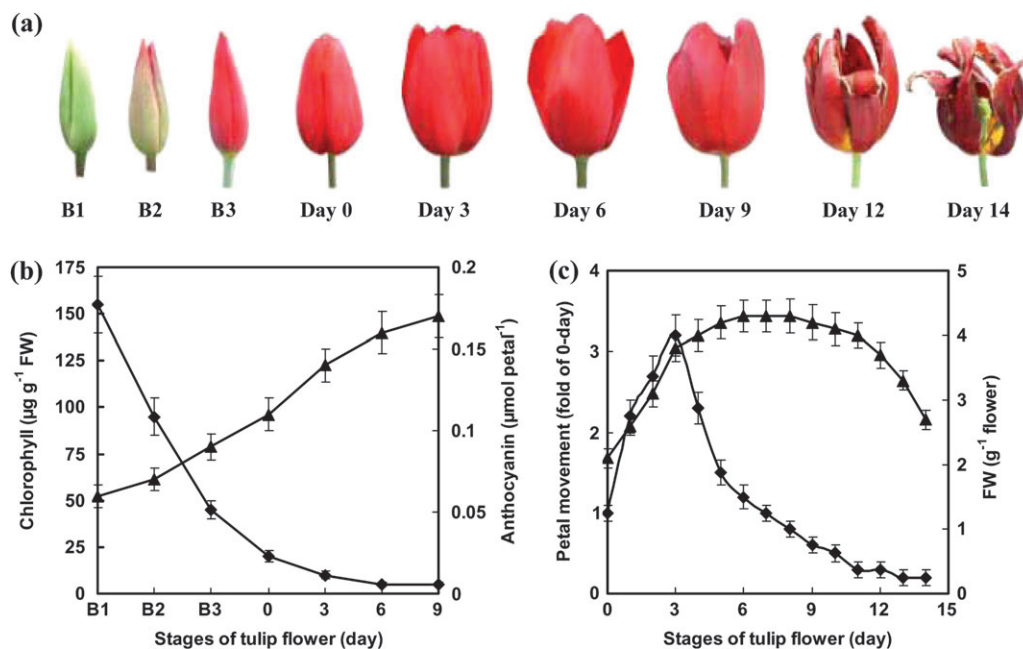 (a)
B1 B2 B3 Day 0 Day 3 Day 6 Day 9 Day 12 Day 14
(b)
175
150
125
100
75
50
25
0
Chlorophyll (µg g⁻¹ FW)
0.2
0.15
0.1
0.05
0
Anthocyanin (µmol petal⁻¹)
B1 B2 B3 0 3 6 9
Stages of tulip flower (day)
(c)
4
3
2
1
0
Petal movement (fold of 0-day)
5
4
3
2
1
0
FW (g⁻¹ flower)
0 3 6 9 12 15
Stages of tulip flower (day)